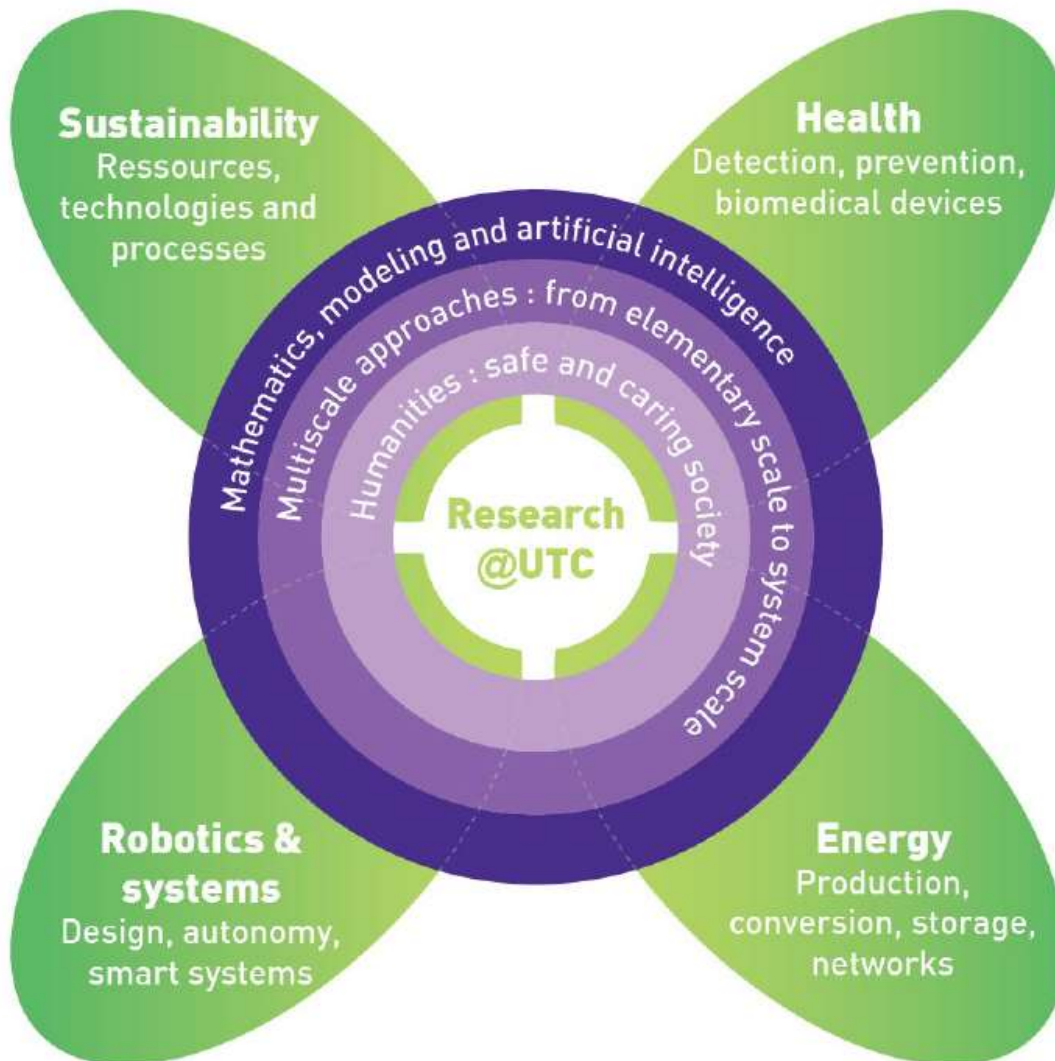 Sustainability
Ressources,
technologies and
processes
Health
Detection, prevention,
biomedical devices
Mathematics, modeling and artificial intelligence
Multiscale approaches : from elementary scale to system scale
Humanities : safe and caring society
Research
@UTC
Robotics &
systems
Design, autonomy,
smart systems
Energy
Production,
conversion, storage,
networks